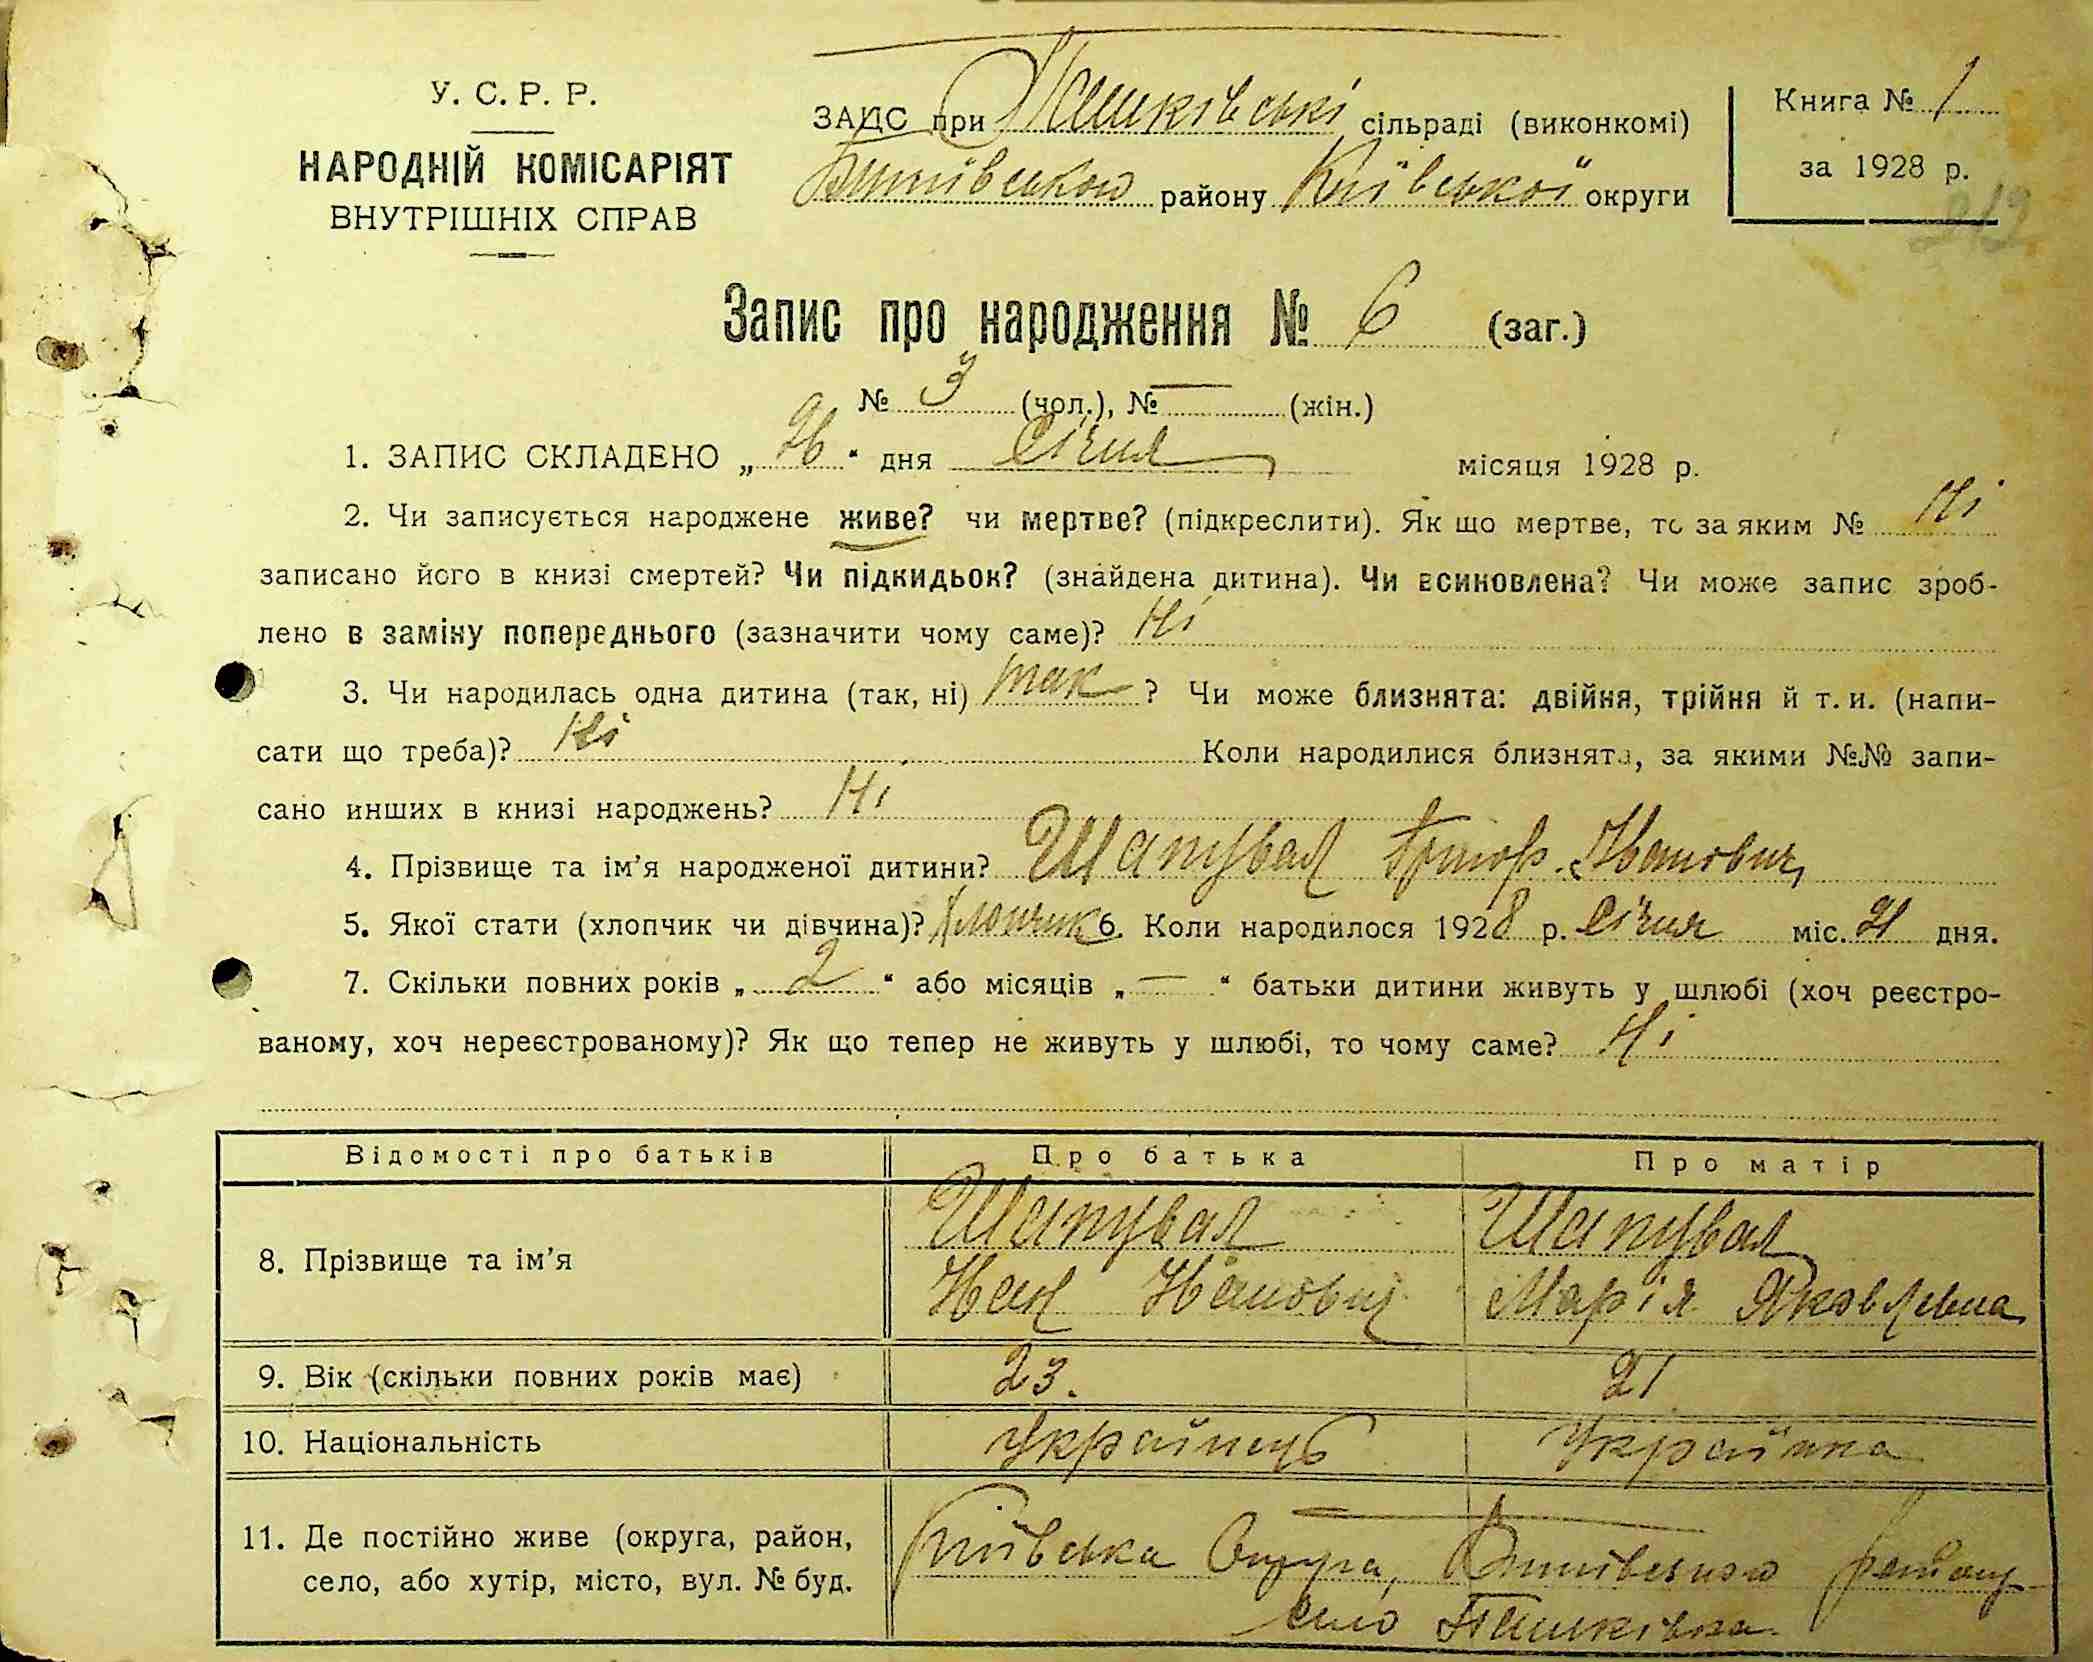 У. С. Р. Р.
НАРОДНІЙ КОМІСАРІЯТ
ВНУТРІШНІХ СПРАВ
ЗАЦС при Пашківські сільраді (виконкомі)
району Київської округи
Книга № 1
за 1928 р.
Запис про народження № 6 (заг.)
№ 3 (чол.), № — (жін.)
1. ЗАПИС СКЛАДЕНО „ “ дня Січня місяця 1928 р.
2. Чи записується народжене живе? чи мертве? (підкреслити). Як що мертве, то за яким № Ні
записано його в книзі смертей? Чи підкидьок? (знайдена дитина). Чи всиновлена? Чи може запис зроб-
лено в заміну попереднього (зазначити чому саме)? Ні
3. Чи народилась одна дитина (так, ні) так ? Чи може близнята: двійня, трійня й т. и. (напи-
сати що треба)? Ні Коли народилися близнята, за якими №№ запи-
сано инших в книзі народжень? Ні
4. Прізвище та ім’я народженої дитини? Шапувал Григор. Іванович
5. Якої стати (хлопчик чи дівчина)? Хлопчик 6. Коли народилося 1928 р. Січня міс. 21 дня.
7. Скільки повних років „ 2 “ або місяців „ — “ батьки дитини живуть у шлюбі (хоч реєстро-
ваному, хоч нереєстрованому)? Як що тепер не живуть у шлюбі, то чому саме? Ні
Відомості про батьків Про батька Про матір
8. Прізвище та ім’я
Шапувал
Іван Іванович
Шапувал
Марія Яковлевна
9. Вік (скільки повних років має) 23. 21
10. Національність Українець Українка
11. Де постійно живе (округа, район,
село, або хутір, місто, вул. № буд.
Київська Округа, району
село Пашківка.